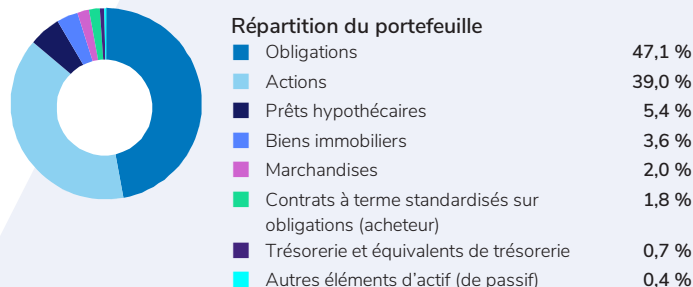 Répartition du portefeuille
Obligations 47,1 %
Actions 39,0 %
Prêts hypothécaires 5,4 %
Biens immobiliers 3,6 %
Marchandises 2,0 %
Contrats à terme standardisés sur 1,8 %
obligations (acheteur)
Trésorerie et équivalents de trésorerie 0,7 %
Autres éléments d'actif (de passif) 0,4 %